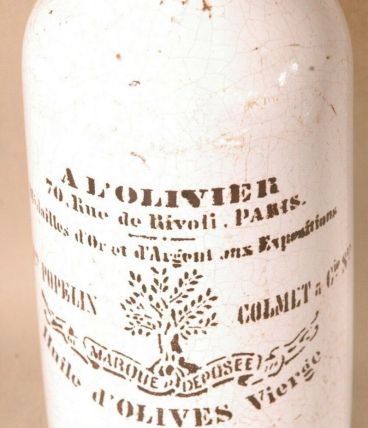 A L'OLIVIER
70, Rue de Rivoli, PARIS.
Médailles d'Or et d'Argent aux Expositions
POPELIN COLMET & Cie
MARQUE DEPOSÉE
Huile d'OLIVES Vierge